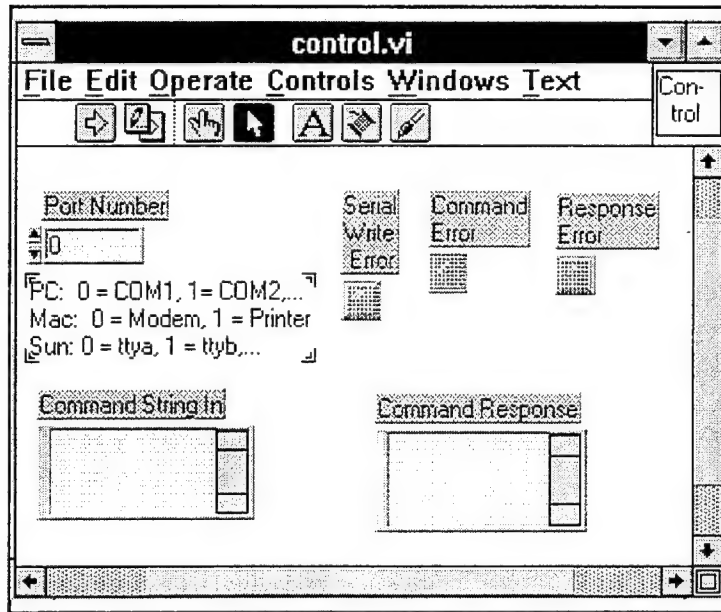 control.vi
File Edit Operate Controls Windows Text
Con-
trol
A
Port Number
0
PC: 0 = COM1, 1= COM2,...
Mac: 0 = Modem, 1 = Printer
Sun: 0 = ttya, 1 = ttyb,...
Serial
Write
Error
Command
Error
Response
Error
Command String In
Command Response